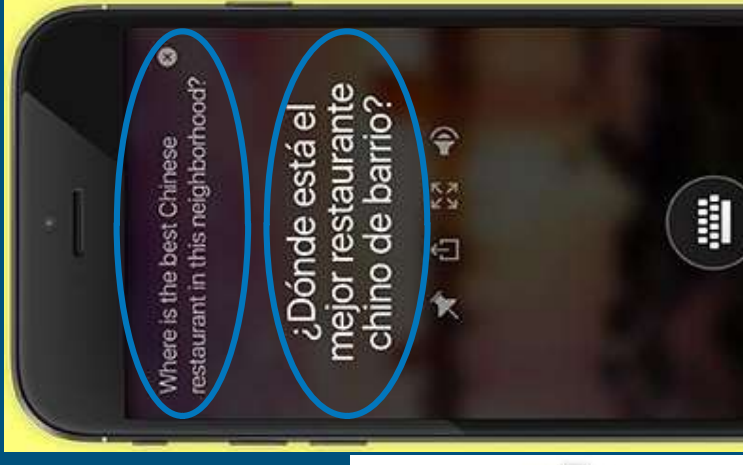 Where is the best Chinese
restaurant in this neighborhood?
¿Dónde está el
mejor restaurante
chino de barrio?